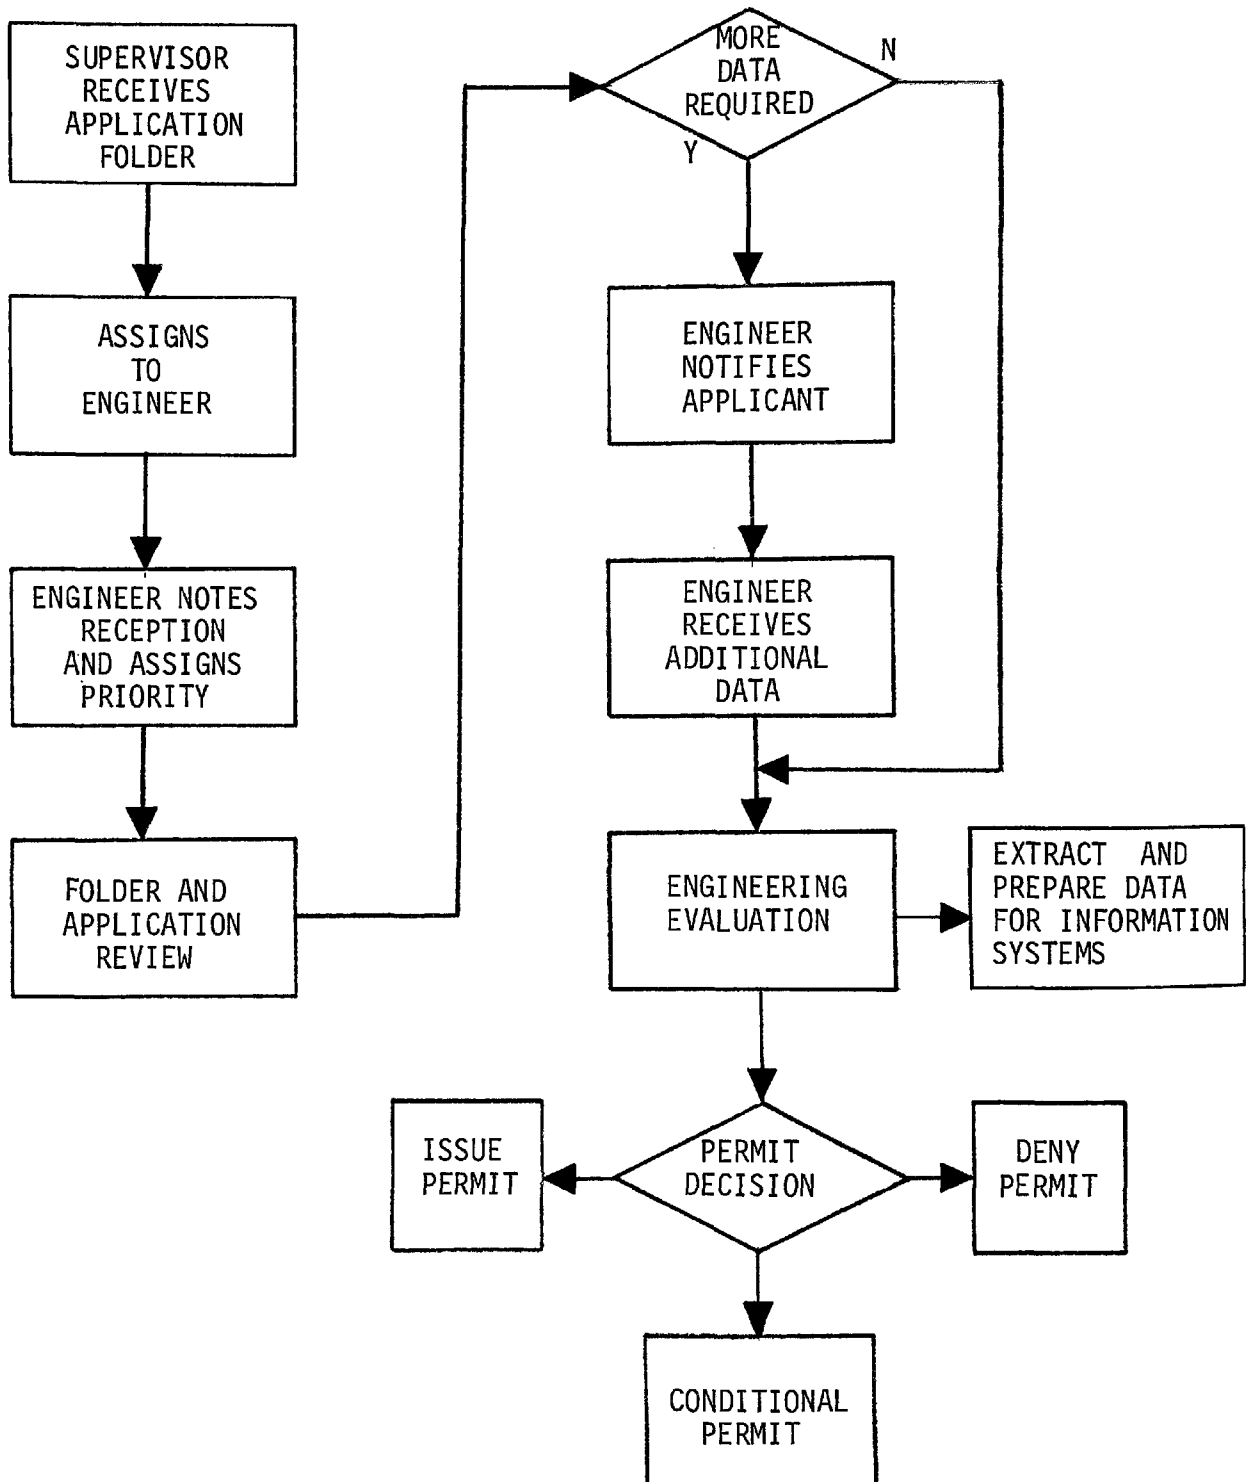 SUPERVISOR
RECEIVES
APPLICATION
FOLDER
ASSIGNS
TO
ENGINEER
ENGINEER NOTES
RECEPTION
AND ASSIGNS
PRIORITY
FOLDER AND
APPLICATION
REVIEW
MORE
DATA
REQUIRED
N
Y
ENGINEER
NOTIFIES
APPLICANT
ENGINEER
RECEIVES
ADDITIONAL
DATA
ENGINEERING
EVALUATION
EXTRACT AND
PREPARE DATA
FOR INFORMATION
SYSTEMS
PERMIT
DECISION
ISSUE
PERMIT
DENY
PERMIT
CONDITIONAL
PERMIT